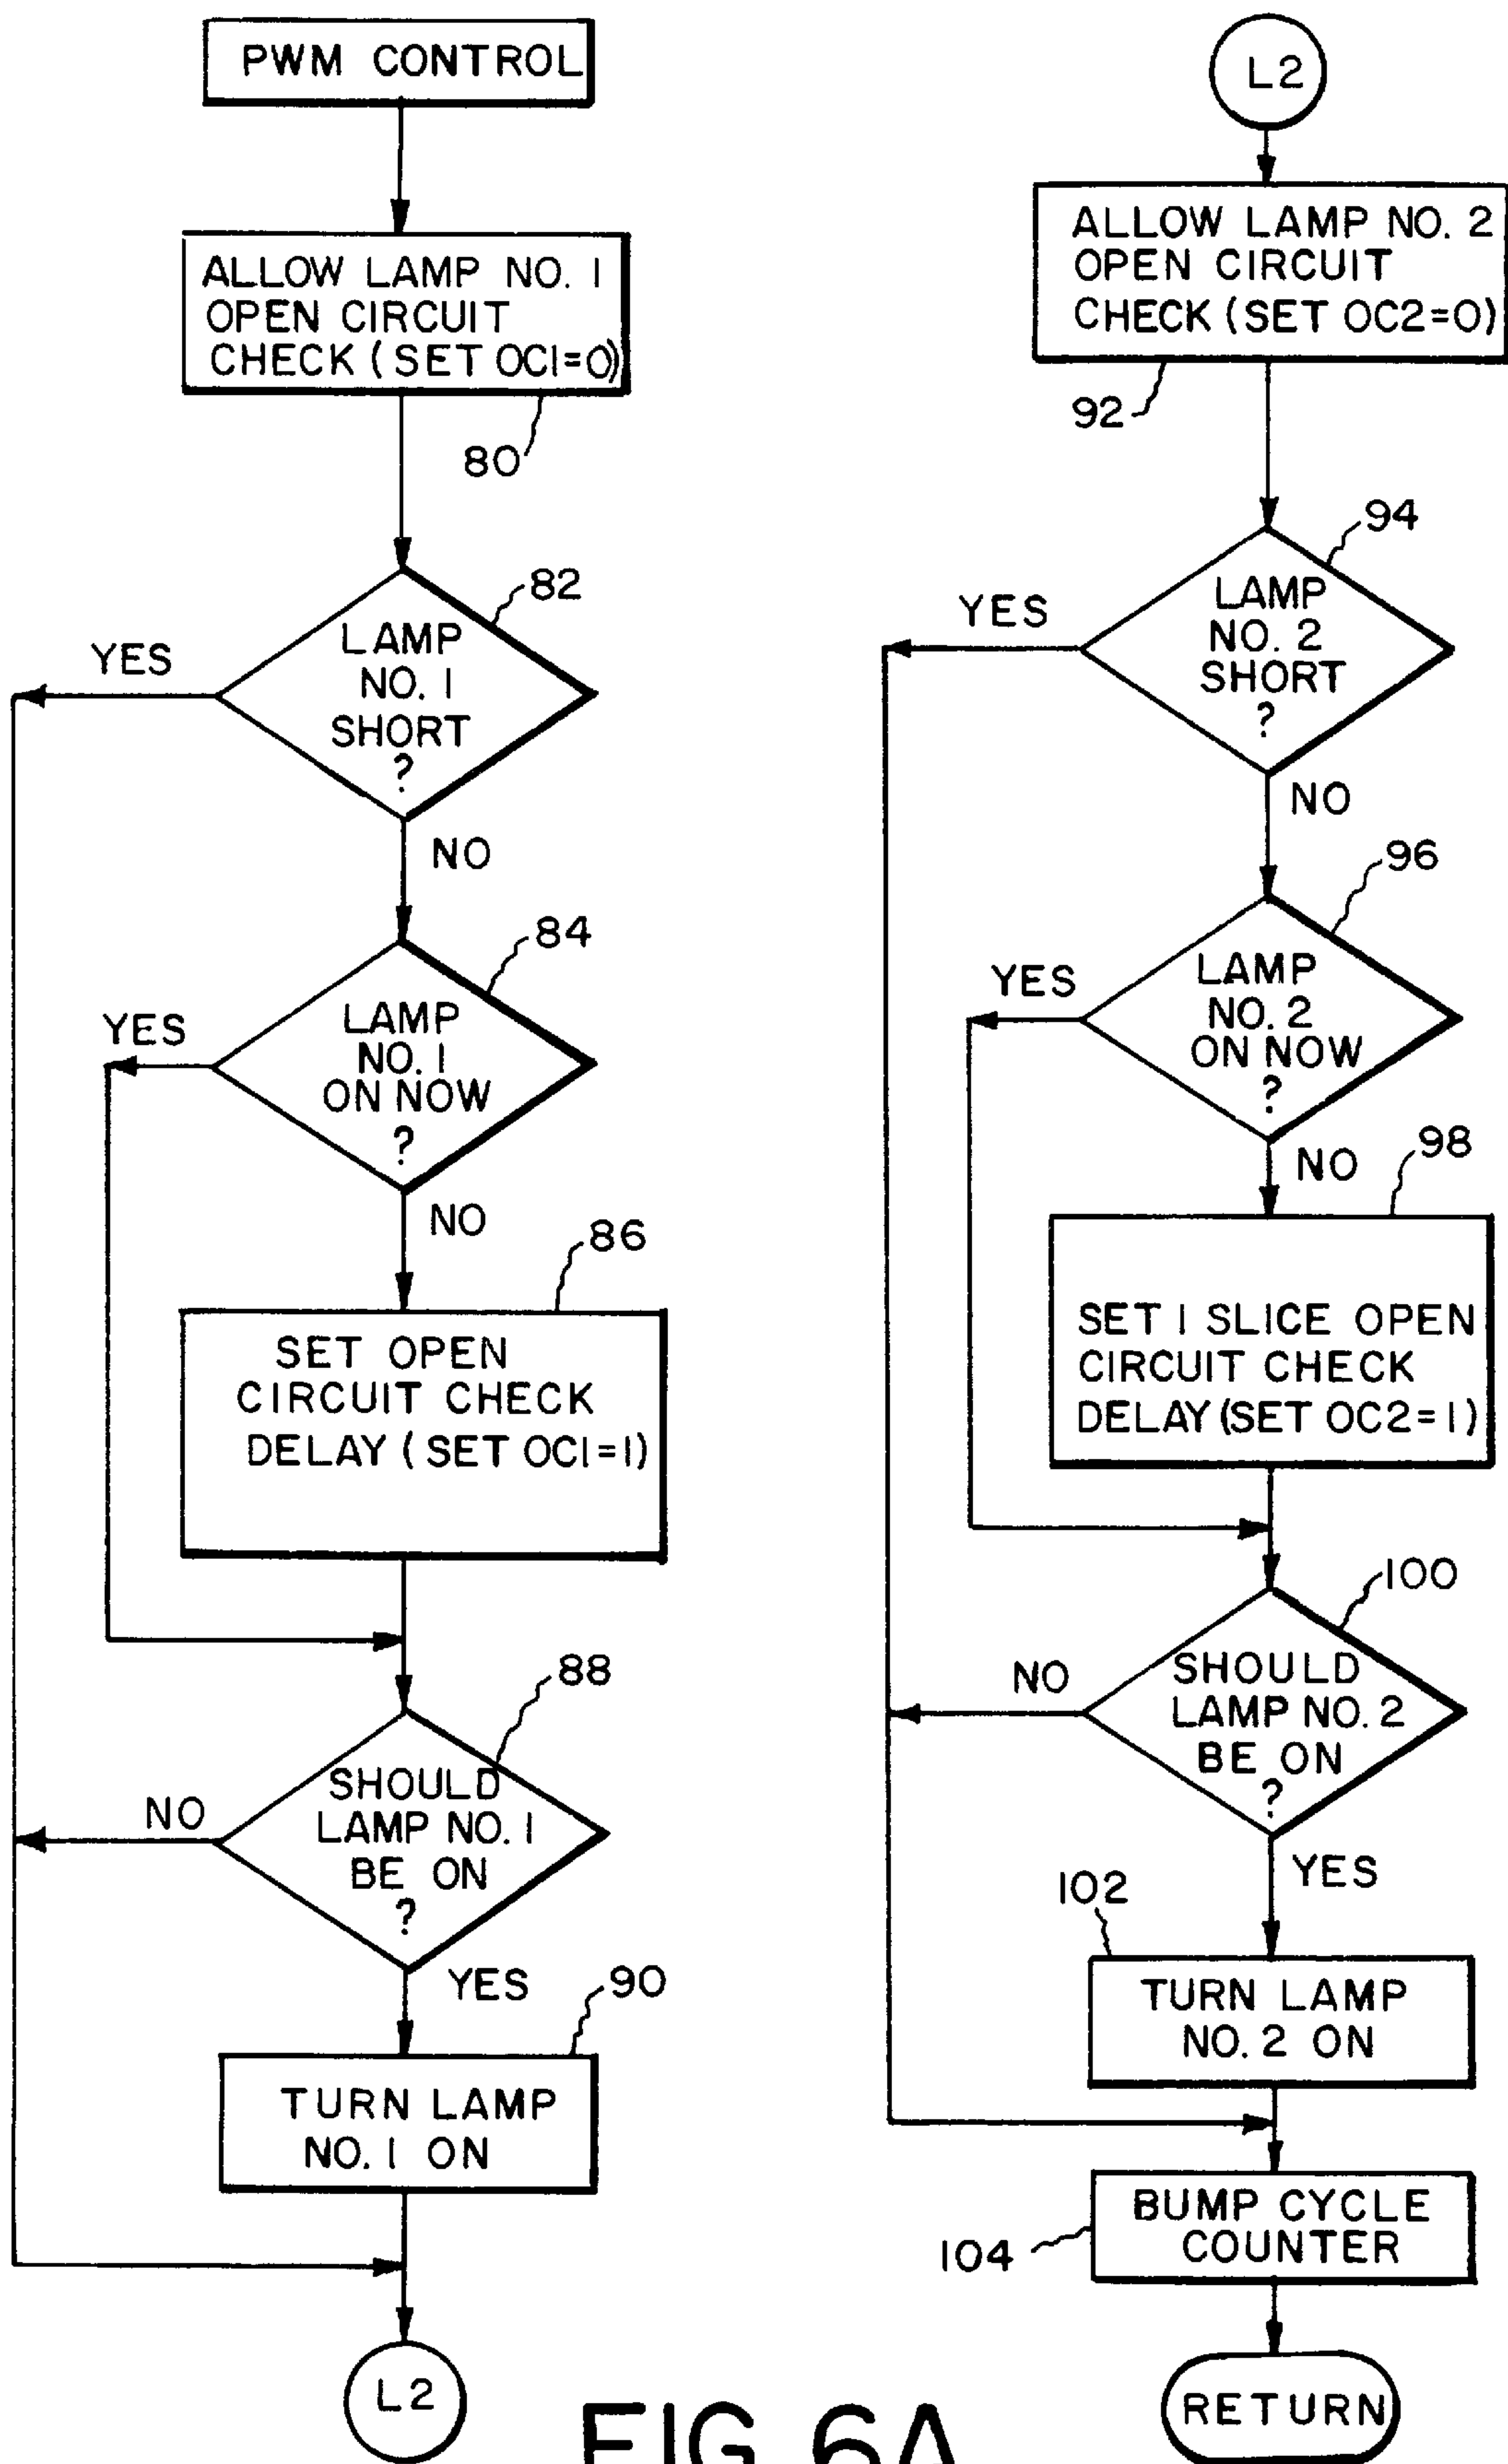 PWM CONTROL
ALLOW LAMP NO. 1
OPEN CIRCUIT
CHECK (SET OC1=0)
80
82
LAMP
NO. 1
SHORT
?
YES
NO
84
LAMP
NO. 1
ON NOW
?
YES
NO
86
SET OPEN
CIRCUIT CHECK
DELAY (SET OC1=1)
88
SHOULD
LAMP NO. 1
BE ON
?
NO
YES
90
TURN LAMP
NO. 1 ON
L2
L2
ALLOW LAMP NO. 2
OPEN CIRCUIT
CHECK (SET OC2=0)
92
94
LAMP
NO. 2
SHORT
?
YES
NO
96
LAMP
NO. 2
ON NOW
?
YES
NO
98
SET 1 SLICE OPEN
CIRCUIT CHECK
DELAY (SET OC2=1)
100
SHOULD
LAMP NO. 2
BE ON
?
NO
YES
102
TURN LAMP
NO. 2 ON
BUMP CYCLE
COUNTER
104
RETURN
FIG. 6A